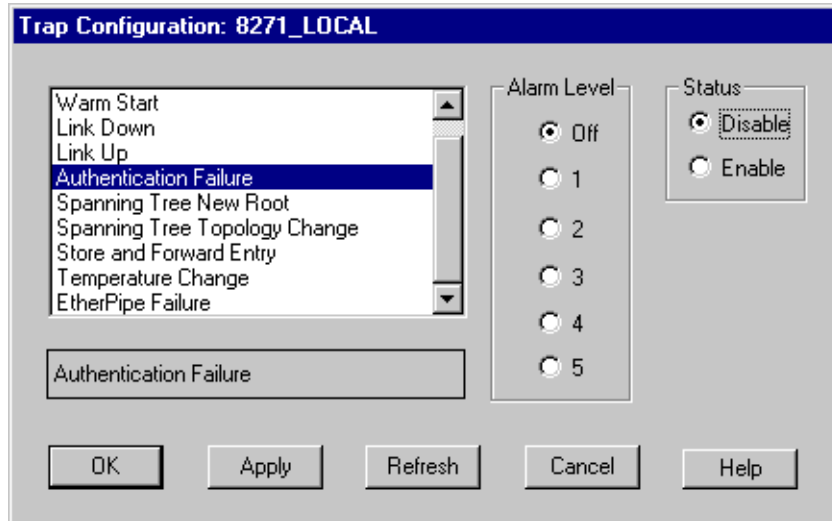 Trap Configuration: 8271_LOCAL
Warm Start
Link Down
Link Up
Authentication Failure
Spanning Tree New Root
Spanning Tree Topology Change
Store and Forward Entry
Temperature Change
EtherPipe Failure
Authentication Failure
Alarm Level
Off
1
2
3
4
5
Status
Disable
Enable
OK
Apply
Refresh
Cancel
Help